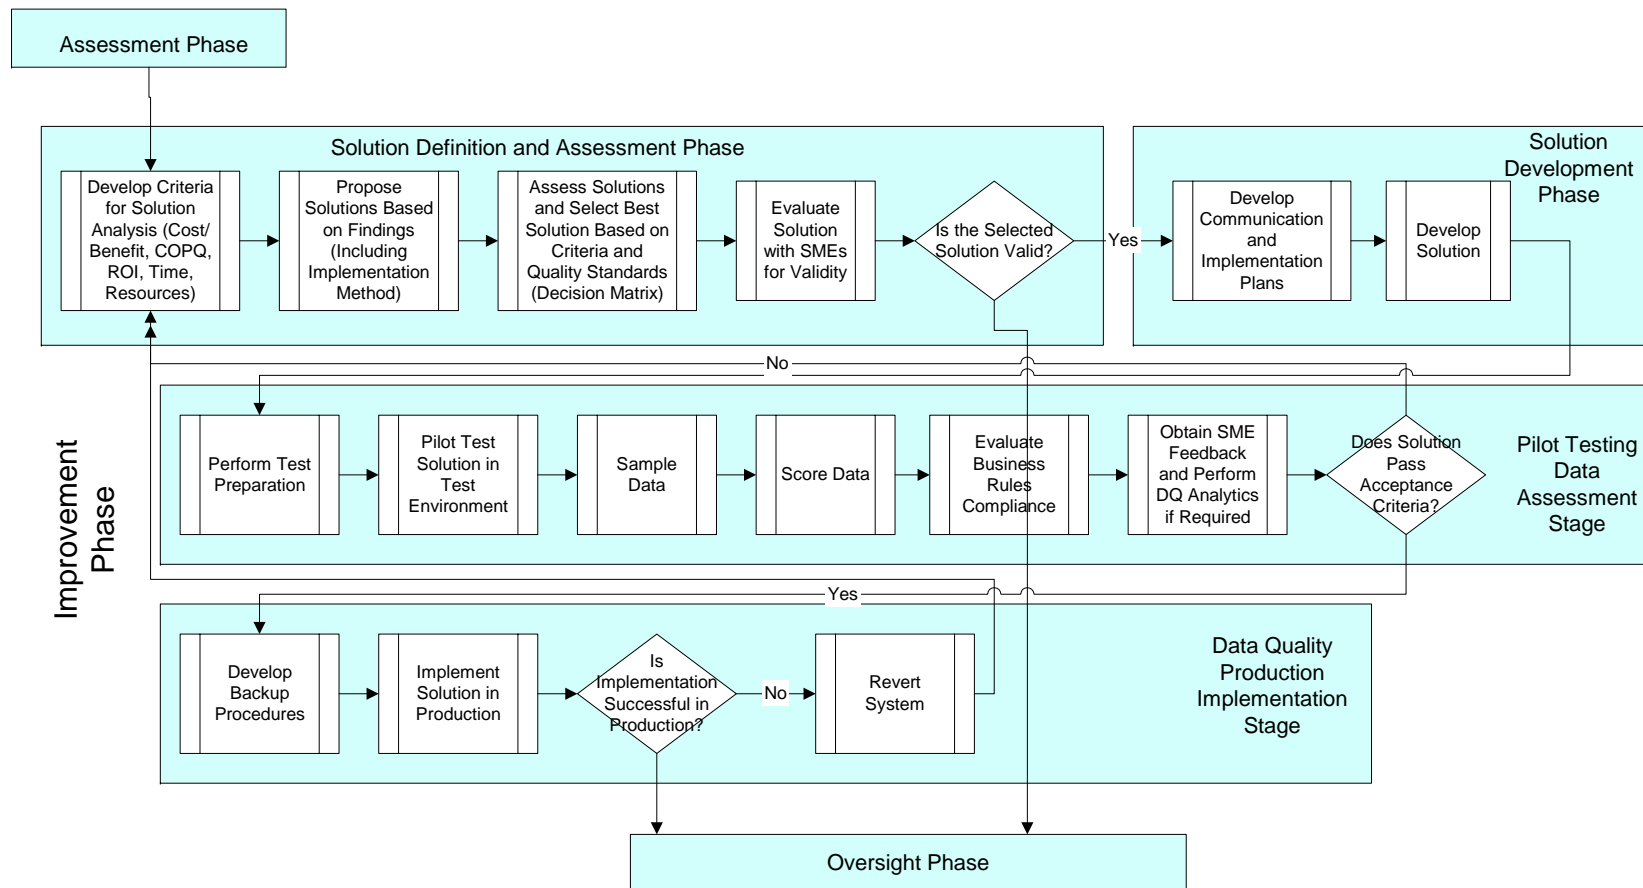 Assessment Phase
Solution Definition and Assessment Phase
Develop Criteria
for Solution
Analysis (Cost/
Benefit, COPQ,
ROI, Time,
Resources)
Propose
Solutions Based
on Findings
(Including
Implementation
Method)
Assess Solutions
and Select Best
Solution Based on
Criteria and
Quality Standards
(Decision Matrix)
Evaluate
Solution
with SMEs
for Validity
Is the Selected
Solution Valid?
Yes
Solution
Development
Phase
Develop
Communication
and
Implementation
Plans
Develop
Solution
No
Improvement
Phase
Perform Test
Preparation
Pilot Test
Solution in
Test
Environment
Sample
Data
Score Data
Evaluate
Business
Rules
Compliance
Obtain SME
Feedback
and Perform
DQ Analytics
if Required
Does Solution
Pass
Acceptance
Criteria?
Pilot Testing
Data
Assessment
Stage
Yes
Develop
Backup
Procedures
Implement
Solution in
Production
Is
Implementation
Successful in
Production?
No
Revert
System
Data Quality
Production
Implementation
Stage
Oversight Phase